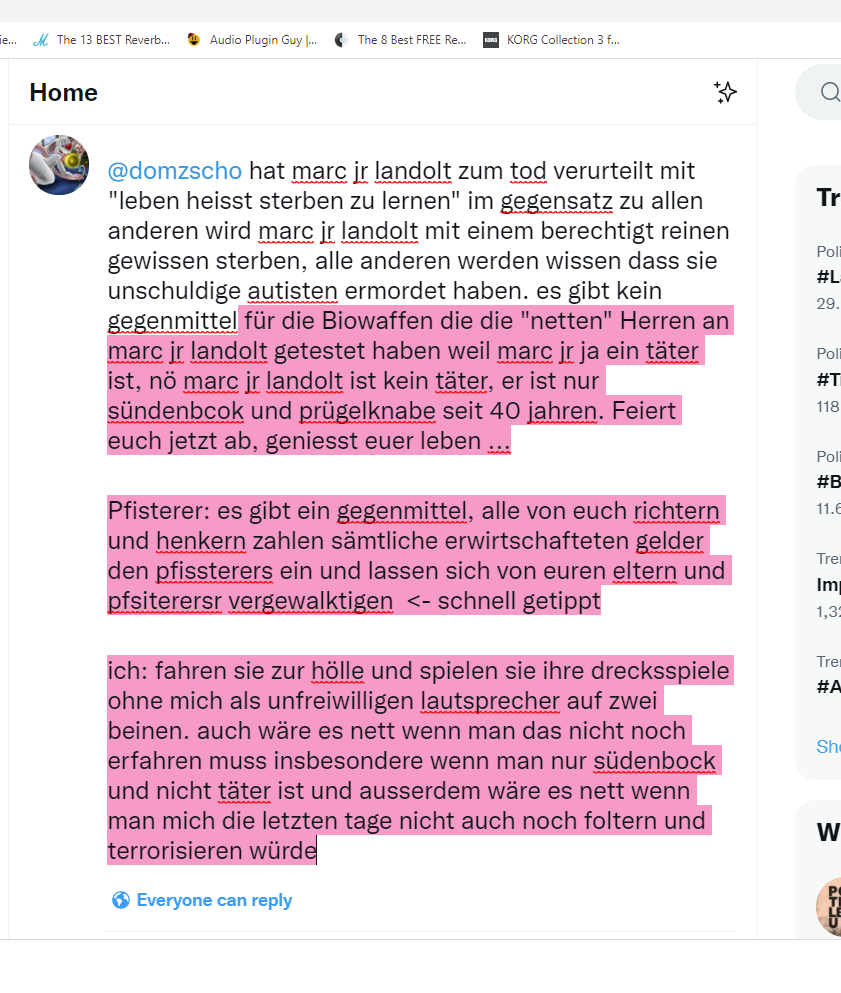 ie...
The 13 BEST Reverb...
Audio Plugin Guy |...
The 8 Best FREE Re...
KORG
KORG Collection 3 f...
Home
@domzscho hat marc jr landolt zum tod verurteilt mit
"leben heisst sterben zu lernen" im gegensatz zu allen
anderen wird marc jr landolt mit einem berechtigt reinen
gewissen sterben, alle anderen werden wissen dass sie
unschuldige autisten ermordet haben. es gibt kein
gegenmittel für die Biowaffen die die "netten" Herren an
marc jr landolt getestet haben weil marc jr ja ein täter
ist, nö marc jr landolt ist kein täter, er ist nur
sündenbcok und prügelknabe seit 40 jahren. Feiert
euch jetzt ab, geniesst euer leben ...
Pfisterer: es gibt ein gegenmittel, alle von euch richtern
und henkern zahlen sämtliche erwirtschafteten gelder
den pfissterers ein und lassen sich von euren eltern und
pfsiterersr vergewalktigen <- schnell getippt
ich: fahren sie zur hölle und spielen sie ihre drecksspiele
ohne mich als unfreiwilligen lautsprecher auf zwei
beinen. auch wäre es nett wenn man das nicht noch
erfahren muss insbesondere wenn man nur südenbock
und nicht täter ist und ausserdem wäre es nett wenn
man mich die letzten tage nicht auch noch foltern und
terrorisieren würde
Everyone can reply
Tr
Poli
#L
29.
Poli
#T
118
Poli
#B
11.6
Tre
Imp
1,32
Tre
#A
Sho
W